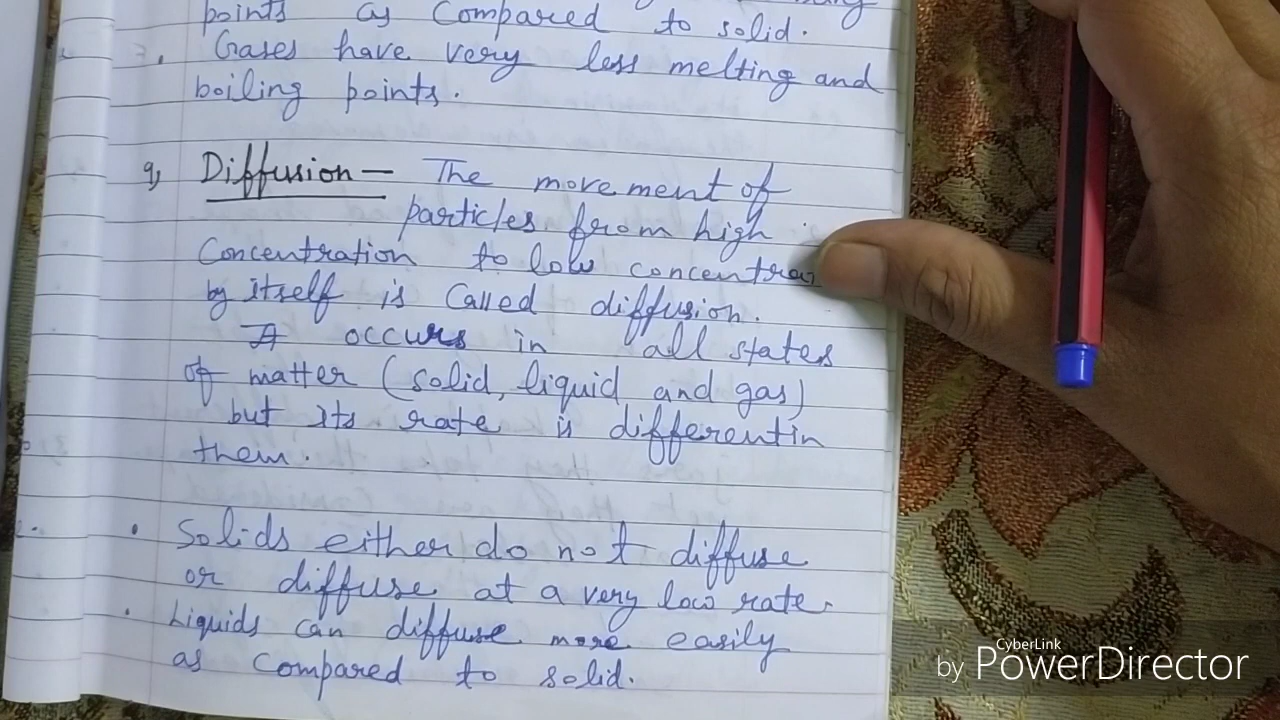 points as compared to solid.
Gases have very less melting and
boiling points.
9, Diffusion — The movement of
particles from high
Concentration to low concentra
by itself is Called diffusion.
It occurs in all states
of matter (solid, liquid and gas)
but its rate is different in
them.
• Solids either do not diffuse
or diffuse at a very low rate.
• Liquids can diffuse more easily
as compared to solid.
CyberLink
by PowerDirector